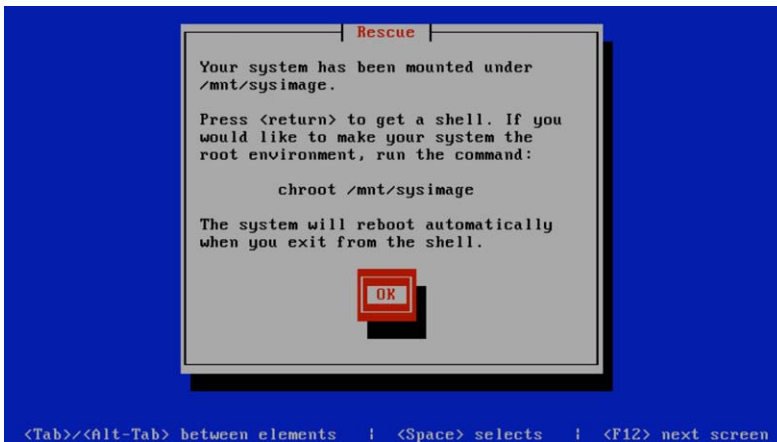 Rescue
Your system has been mounted under
/mnt/sysimage.
Press <return> to get a shell. If you
would like to make your system the
root environment, run the command:
chroot /mnt/sysimage
The system will reboot automatically
when you exit from the shell.
OK
<Tab>/<Alt-Tab> between elements | <Space> selects | <F12> next screen